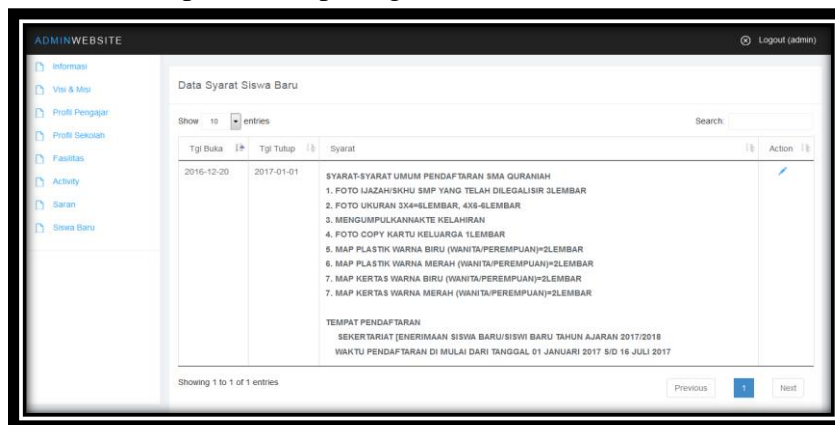 ADMINWEBSITE
Logout (admin)
Informasi
Visi & Misi
Profil Pengajar
Profil Sekolah
Fasilitas
Activity
Saran
Siswa Baru
Data Syarat Siswa Baru
Show 10 entries
Search:
Tgl Buka Tgl Tutup Syarat Action
2016-12-20 2017-01-01
SYARAT-SYARAT UMUM PENDAFTARAN SMA QURANIAH
1. FOTO IJAZAH/SKHU SMP YANG TELAH DILEGALISIR 3LEMBAR
2. FOTO UKURAN 3X4=6LEMBAR, 4X6-6LEMBAR
3. MENGUMPULKANNAKTE KELAHIRAN
4. FOTO COPY KARTU KELUARGA 1LEMBAR
5. MAP PLASTIK WARNA BIRU (WANITA/PEREMPUAN)=2LEMBAR
6. MAP PLASTIK WARNA MERAH (WANITA/PEREMPUAN)=2LEMBAR
7. MAP KERTAS WARNA BIRU (WANITA/PEREMPUAN)=2LEMBAR
7. MAP KERTAS WARNA MERAH (WANITA/PEREMPUAN)=2LEMBAR
TEMPAT PENDAFTARAN
SEKERTARIAT [ENERIMAAN SISWA BARU/SISWI BARU TAHUN AJARAN 2017/2018
WAKTU PENDAFTARAN DI MULAI DARI TANGGAL 01 JANUARI 2017 S/D 16 JULI 2017
Showing 1 to 1 of 1 entries
Previous 1 Next